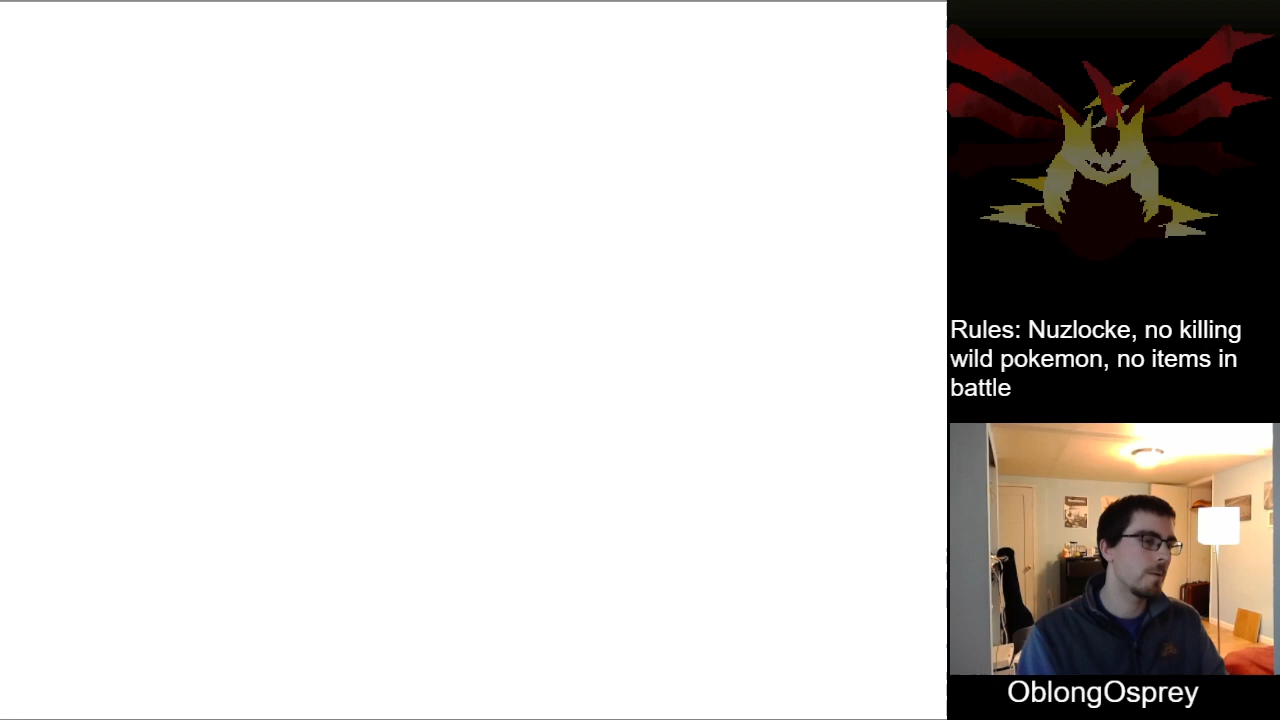 Rules: Nuzlocke, no killing
wild pokemon, no items in
battle
OblongOsprey